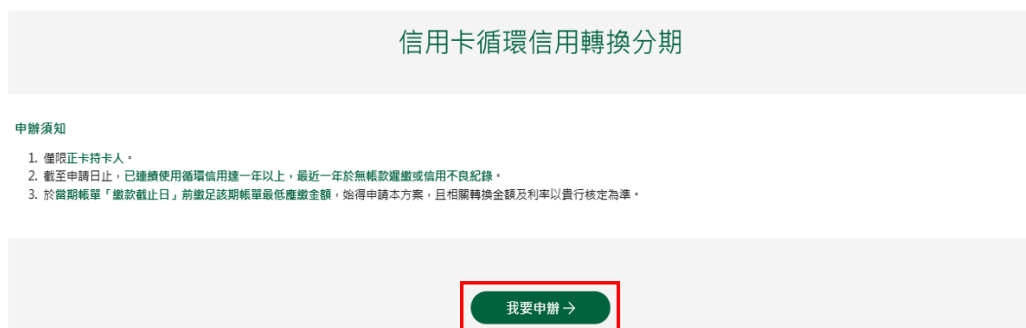 信用卡循環信用轉換分期
申辦須知
1. 僅限正卡持卡人。
2. 截至申請日止，已連續使用循環信用達一年以上，最近一年於無帳款遲繳或信用不良紀錄。
3. 於當期帳單「繳款截止日」前繳足該期帳單最低應繳金額，始得申請本方案，且相關轉換金額及利率以貴行核定為準。
我要申辦→